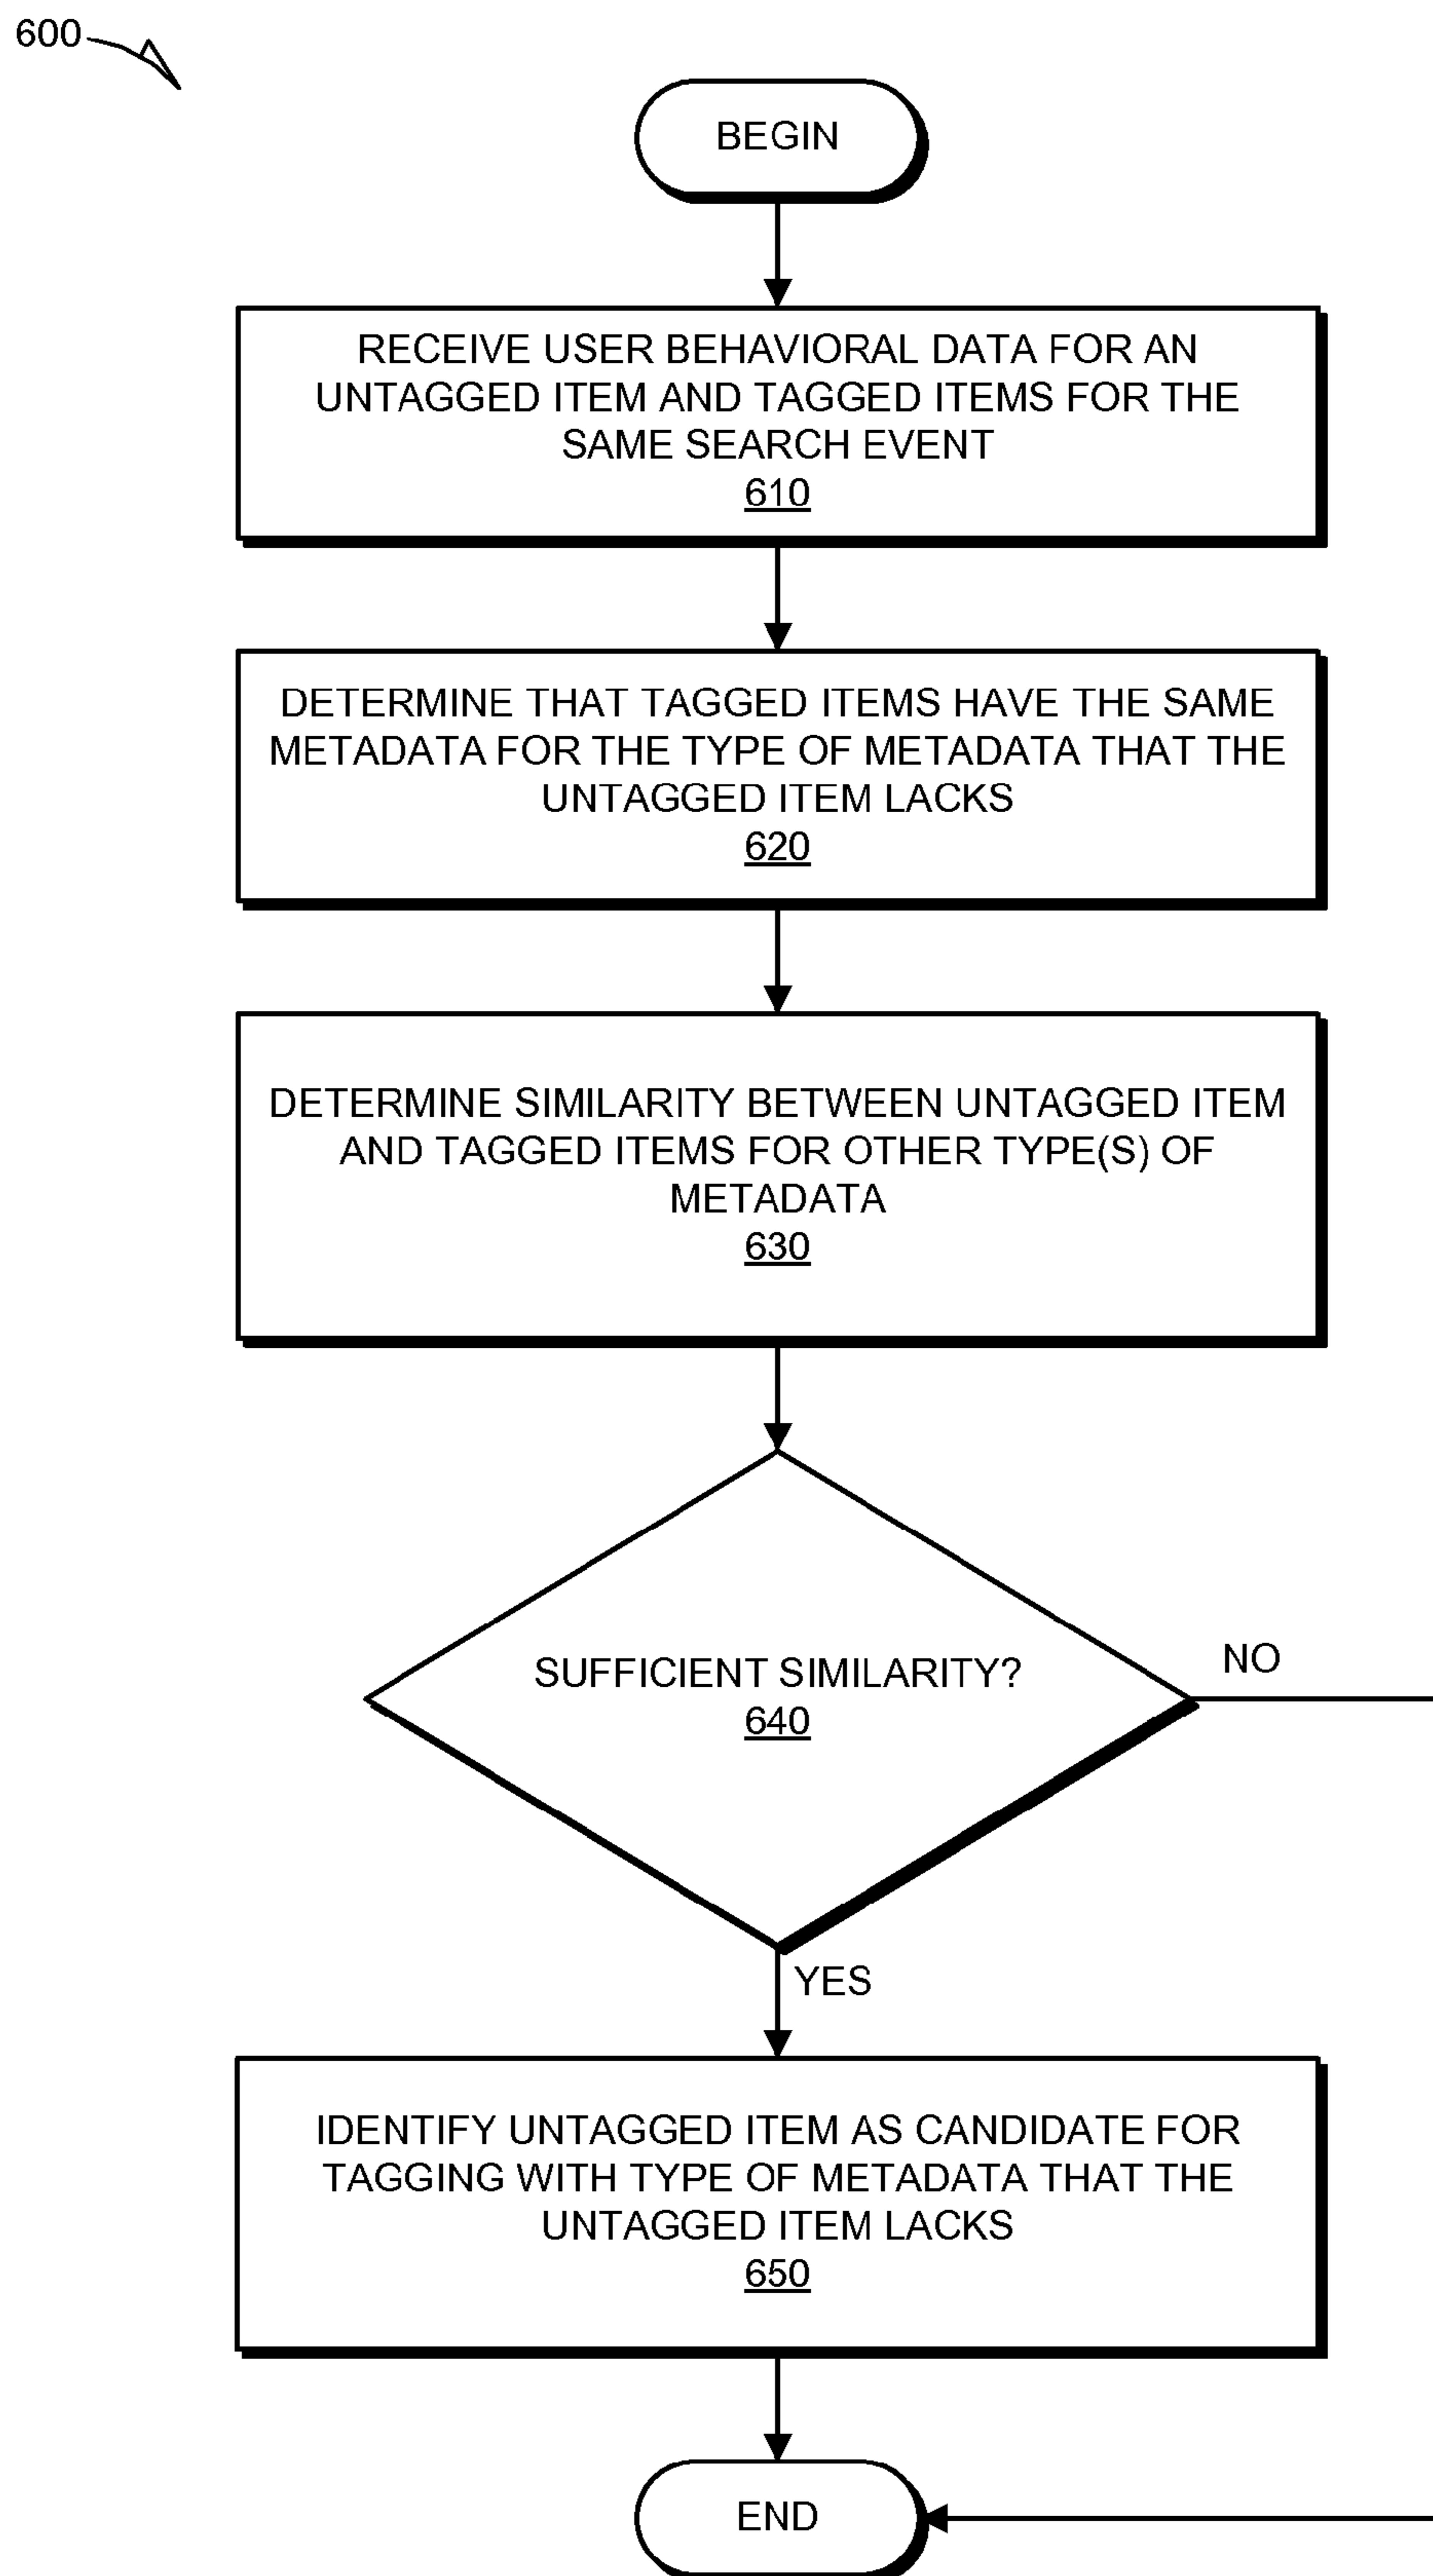 600
BEGIN
RECEIVE USER BEHAVIORAL DATA FOR AN
UNTAGGED ITEM AND TAGGED ITEMS FOR THE
SAME SEARCH EVENT
610
DETERMINE THAT TAGGED ITEMS HAVE THE SAME
METADATA FOR THE TYPE OF METADATA THAT THE
UNTAGGED ITEM LACKS
620
DETERMINE SIMILARITY BETWEEN UNTAGGED ITEM
AND TAGGED ITEMS FOR OTHER TYPE(S) OF
METADATA
630
SUFFICIENT SIMILARITY?
640
NO
YES
IDENTIFY UNTAGGED ITEM AS CANDIDATE FOR
TAGGING WITH TYPE OF METADATA THAT THE
UNTAGGED ITEM LACKS
650
END